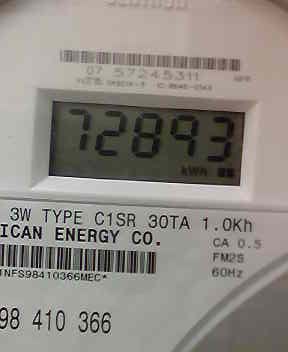 07 57245311
72893
kWh
3W TYPE C1SR 30TA 1.0Kh
ICAN ENERGY CO.
CA 0.5
FM2S
60Hz
1NFS98410366MEC*
98 410 366